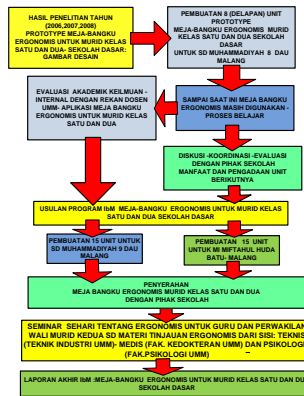 HASIL PENELITIAN TAHUN
(2006,2007,2008)
PROTOTYPE MEJA-BANGKU
ERGONOMIS UNTUK MURID KELAS
SATU DAN DUA- SEKOLAH DASAR:
GAMBAR DESAIN
PEMBUATAN 8 (DELAPAN) UNIT
PROTOTYPE
MEJA-BANGKU ERGONOMIS MURID
KELAS SATU DAN DUA SEKOLAH
DASAR
UNTUK SD MUHAMMADIYAH 8 DAU
MALANG
EVALUASI AKADEMIK KEILMUAN -
INTERNAL DENGAN REKAN DOSEN
UMM- APLIKASI MEJA BANGKU
ERGONOMIS UNTUK MURID KELAS
SATU DAN DUA
SAMPAI SAAT INI MEJA BANGKU
ERGONOMIS MASIH DIGUNAKAN -
PROSES BELAJAR
DISKUSI -KOORDINASI -EVALUASI
DENGAN PIHAK SEKOLAH
MANFAAT DAN PENGADAAN UNIT
BERIKUTNYA
USULAN PROGRAM IbM MEJA-BANGKU ERGONOMIS UNTUK MURID KELAS
SATU DAN DUA SEKOLAH DASAR
PEMBUATAN 15 UNIT UNTUK
SD MUHAMMADIYAH 9 DAU
MALANG
PEMBUATAN 15 UNIT
UNTUK MI MIFTAHUL HUDA
BATU- MALANG
PENYERAHAN
MEJA BANGKU ERGONOMIS MURID KELAS SATU DAN DUA
DENGAN PIHAK SEKOLAH
SEMINAR SEHARI TENTANG ERGONOMIS UNTUK GURU DAN PERWAKILAN
WALI MURID KEDUA SD MATERI TINJAUAN ERGONOMIS DARI SISI: TEKNIS
(TEKNIK INDUSTRI UMM)- MEDIS (FAK. KEDOKTERAN UMM) DAN PSIKOLOGI
(FAK.PSIKOLOGI UMM) –
LAPORAN AKHIR IbM :MEJA-BANGKU ERGONOMIS UNTUK MURID KELAS SATU DAN DUA
SEKOLAH DASAR